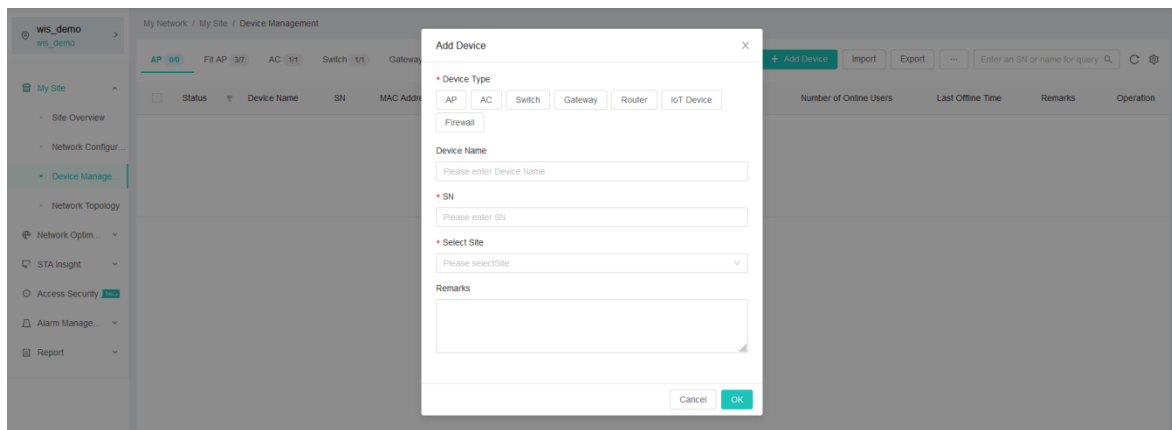 wis_demo
wis_demo
My Network / My Site / Device Management
AP 0/0 Fit AP 3/7 AC 1/1 Switch 1/1 Gateway
+ Add Device Import Export ··· Enter an SN or name for query
Status Device Name SN MAC Addre Number of Online Users Last Offline Time Remarks Operation
My Site
Site Overview
Network Configur...
Device Manage...
Network Topology
Network Optim...
STA Insight
Access Security Beta
Alarm Manage...
Report
Add Device
* Device Type
AP AC Switch Gateway Router IoT Device
Firewall
Device Name
Please enter Device Name
* SN
Please enter SN
* Select Site
Please selectSite
Remarks
Cancel OK